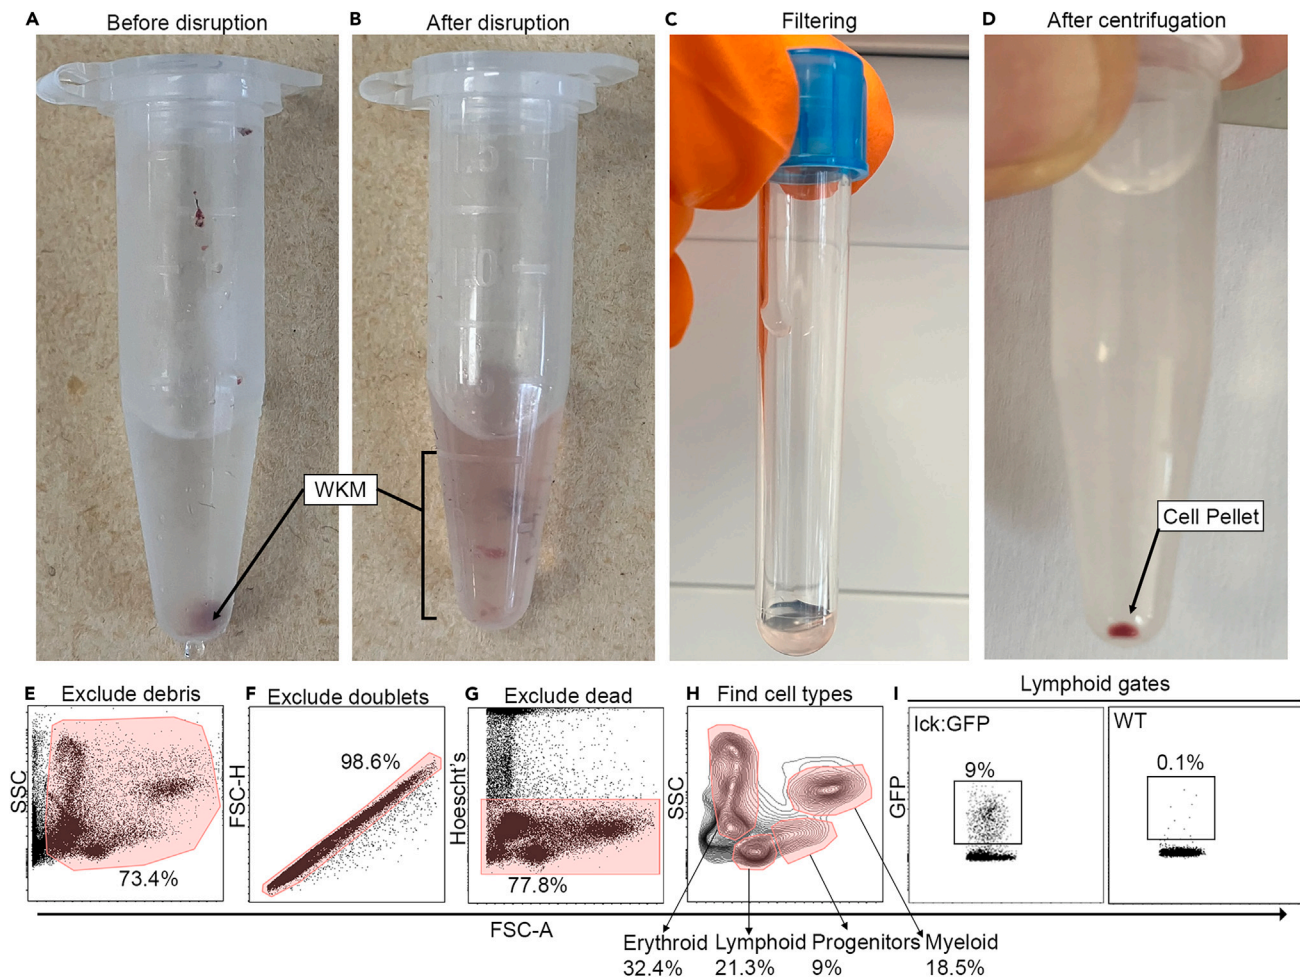 A Before disruption
B After disruption
C Filtering
D After centrifugation
WKM
Cell Pellet
E Exclude debris
F Exclude doublets
G Exclude dead
H Find cell types
I Lymphoid gates
SSC
73.4%
FSC-H
98.6%
Hoescht's
77.8%
SSC
GFP
lck:GFP
9%
WT
0.1%
FSC-A
Erythroid Lymphoid Progenitors Myeloid
32.4% 21.3% 9% 18.5%